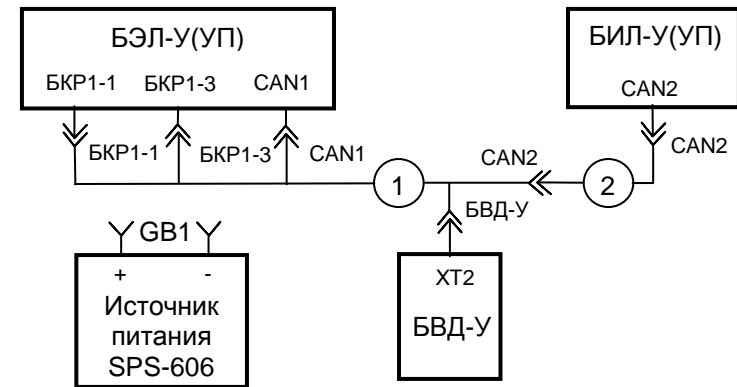 БЭЛ-У(УП)
БИЛ-У(УП)
БКР1-1 БКР1-3 CAN1
CAN2
БКР1-1 БКР1-3 CAN1
CAN2
CAN2
1
2
БВД-У
GB1
+ -
Источник
питания
SPS-606
XT2
БВД-У